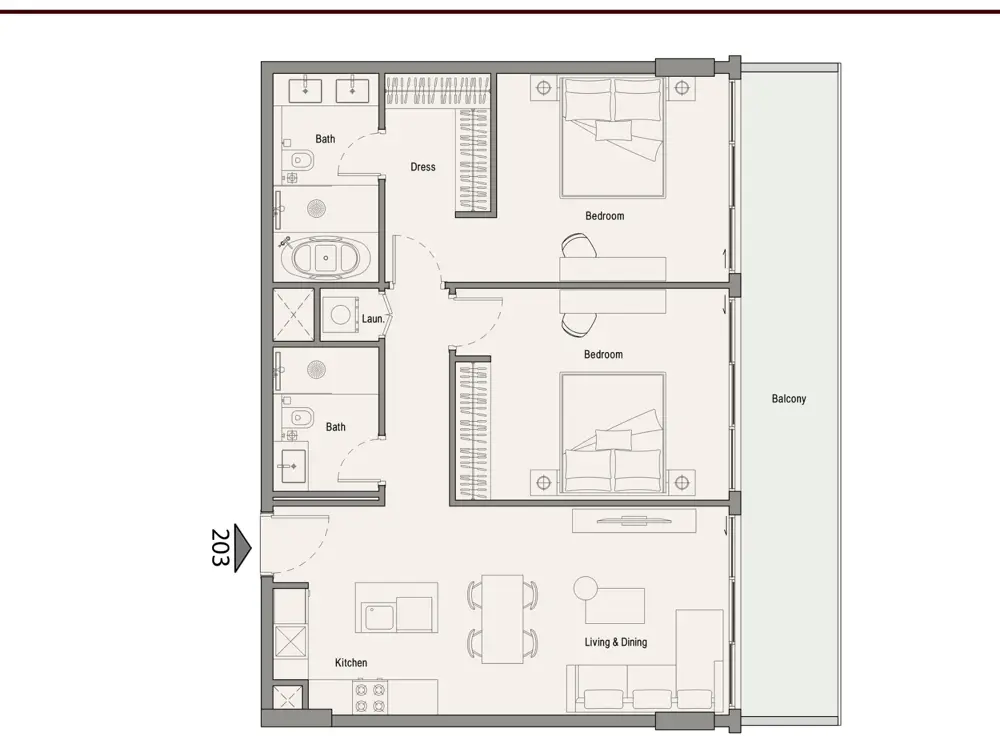 Bath
Dress
Bedroom
Laun.
Bedroom
Bath
Balcony
203
Living & Dining
Kitchen